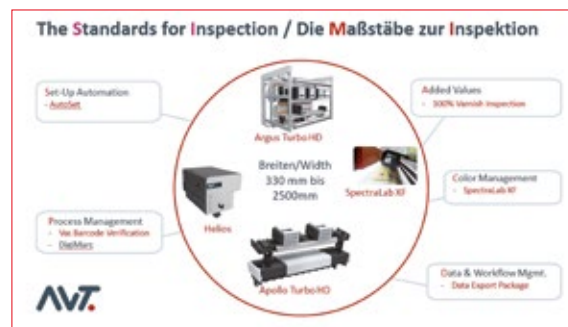 The Standards for Inspection / Die Maßstäbe zur Inspektion
Set-Up Automation
- AutoSet
Argus Turbo HD
Added Values
- 100% Varnish Inspection
Breiten/Width
330 mm bis
2500mm
Helios
SpectraLab XF
Color Management
- SpectraLab XF
Process Management
- Var. Barcode Verification
- DigiMarc
Apollo Turbo HD
Data & Workflow Mgmt.
- Data Export Package
AVT.